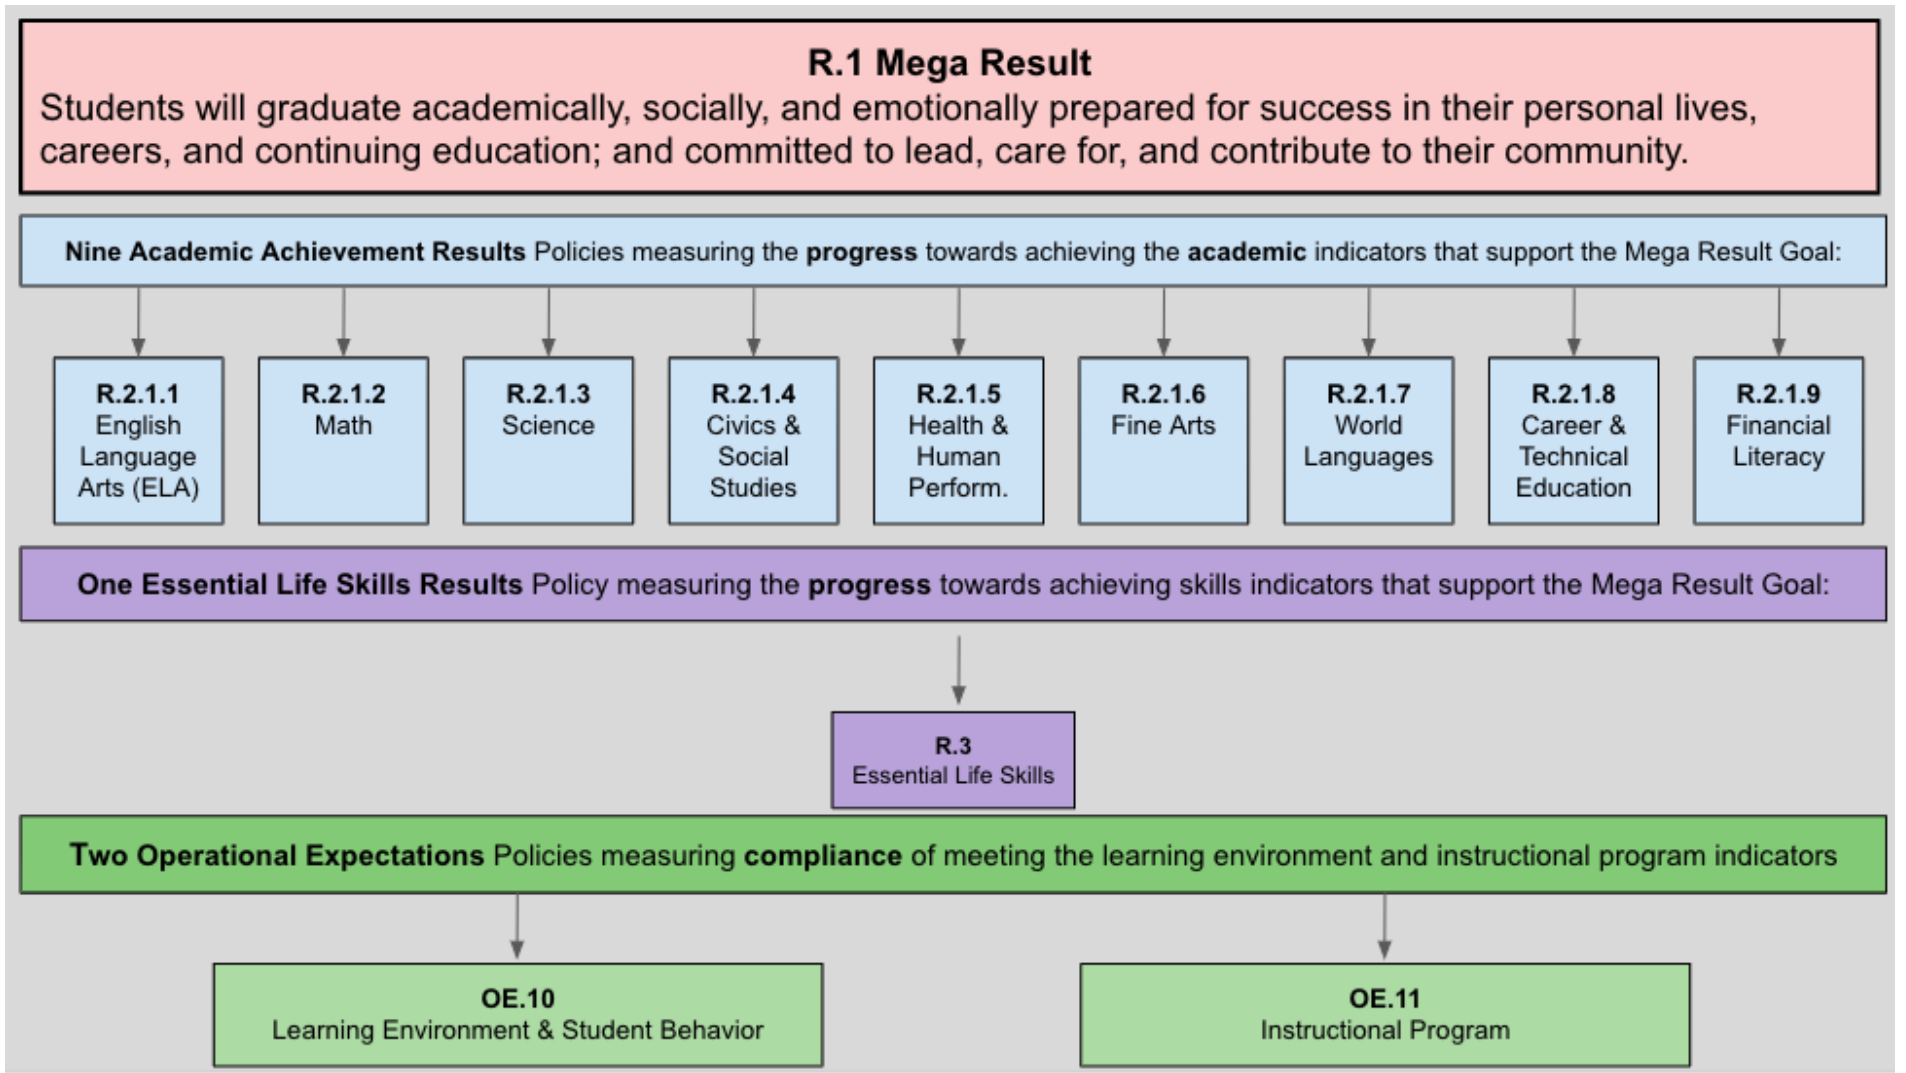 R.1 Mega Result
Students will graduate academically, socially, and emotionally prepared for success in their personal lives,
careers, and continuing education; and committed to lead, care for, and contribute to their community.
Nine Academic Achievement Results Policies measuring the progress towards achieving the academic indicators that support the Mega Result Goal:
R.2.1.1
English
Language
Arts (ELA)
R.2.1.2
Math
R.2.1.3
Science
R.2.1.4
Civics &
Social
Studies
R.2.1.5
Health &
Human
Perform.
R.2.1.6
Fine Arts
R.2.1.7
World
Languages
R.2.1.8
Career &
Technical
Education
R.2.1.9
Financial
Literacy
One Essential Life Skills Results Policy measuring the progress towards achieving skills indicators that support the Mega Result Goal:
R.3
Essential Life Skills
Two Operational Expectations Policies measuring compliance of meeting the learning environment and instructional program indicators
OE.10
Learning Environment & Student Behavior
OE.11
Instructional Program